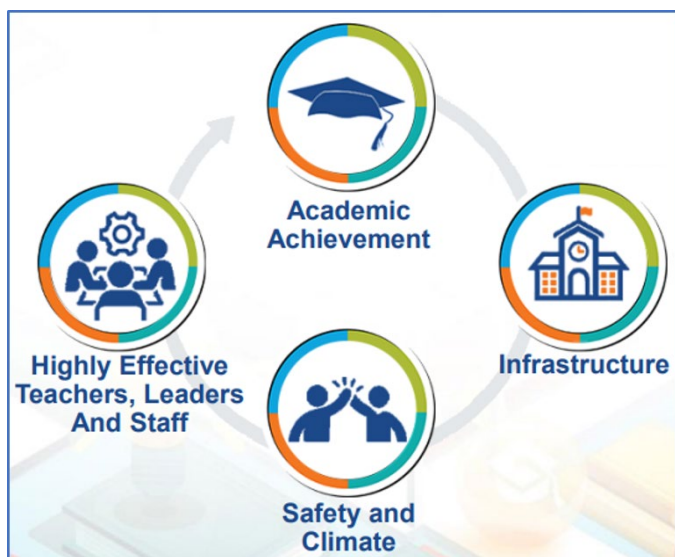 Academic
Achievement
Infrastructure
Highly Effective
Teachers, Leaders
And Staff
Safety and
Climate